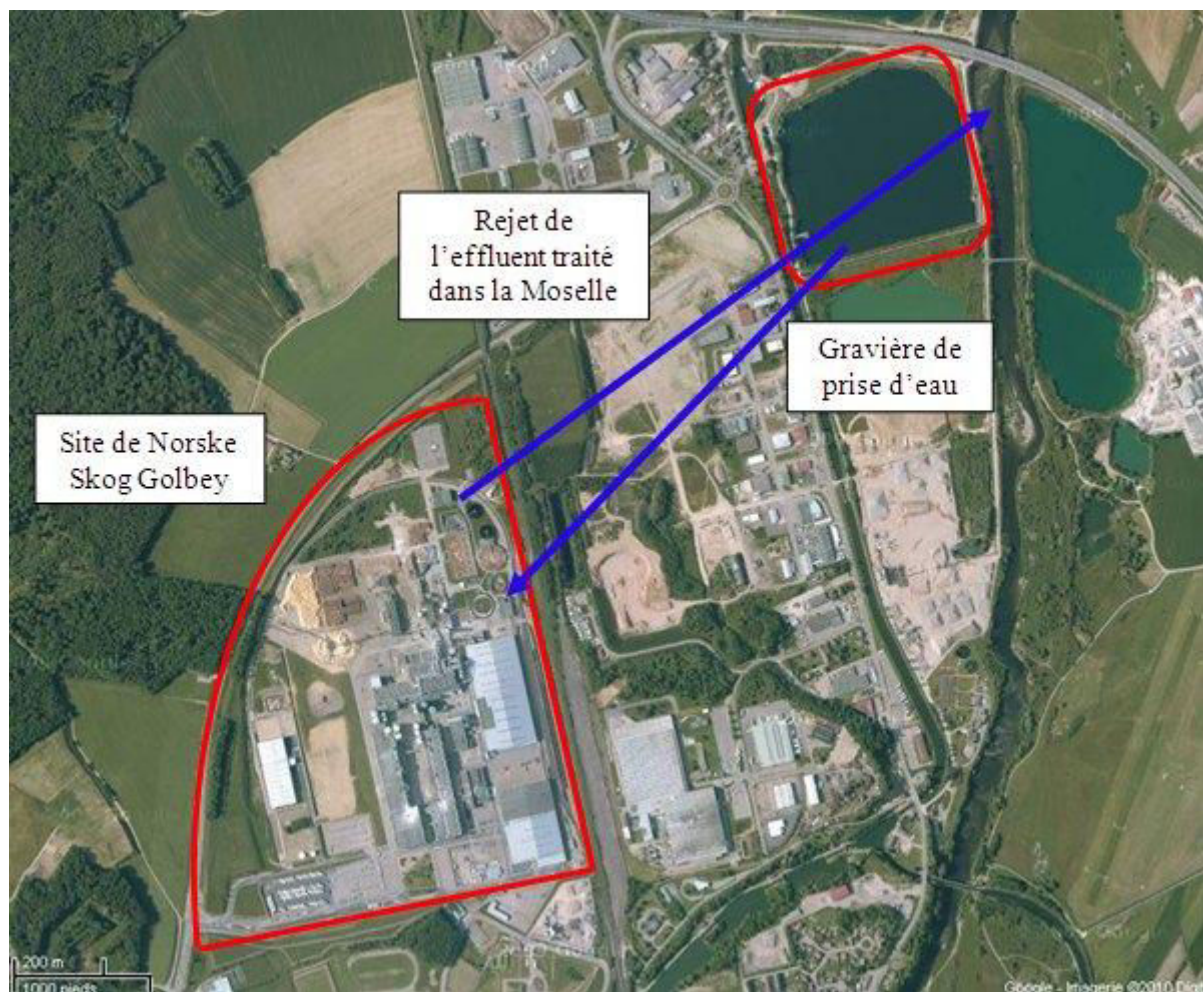 Rejet de
l'effluent traité
dans la Moselle
Gravière de
prise d'eau
Site de Norske
Skog Golbey
200 m
1000 pieds
Google - Imagerie ©2010